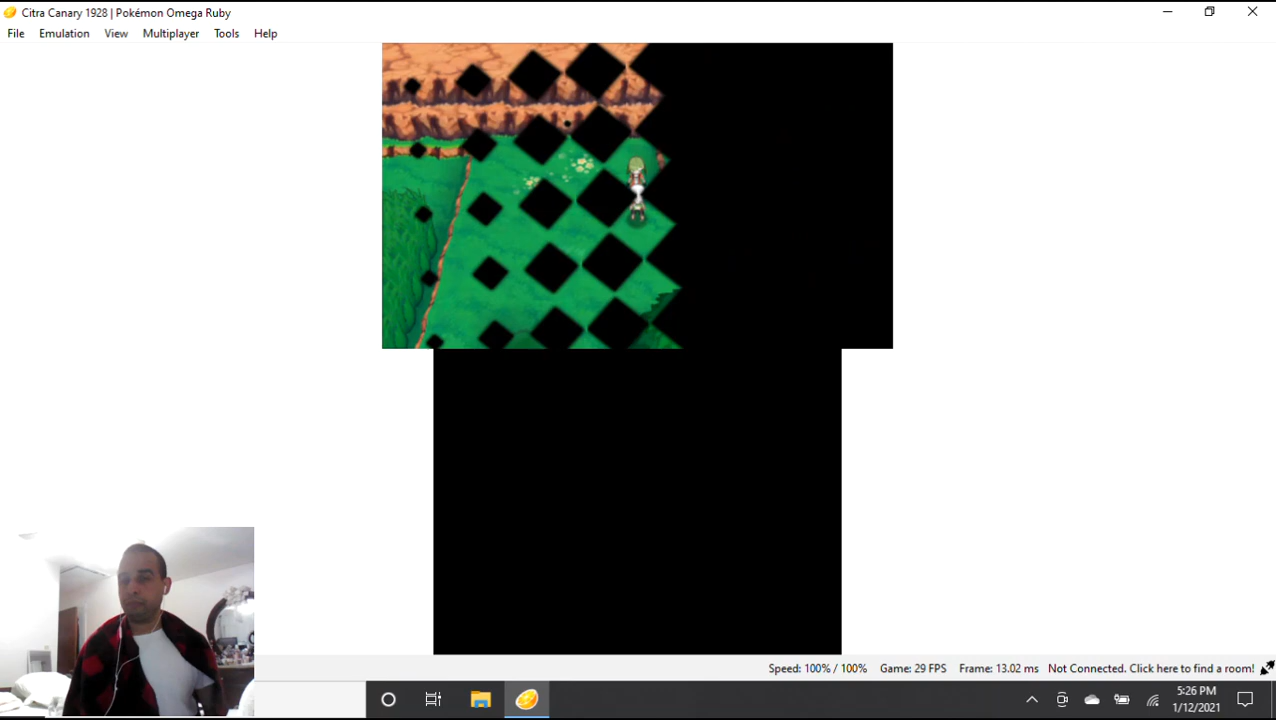 Citra Canary 1928 | Pokémon Omega Ruby
File Emulation View Multiplayer Tools Help
Speed: 100% / 100% Game: 29 FPS Frame: 13.02 ms Not Connected. Click here to find a room!
5:26 PM
1/12/2021